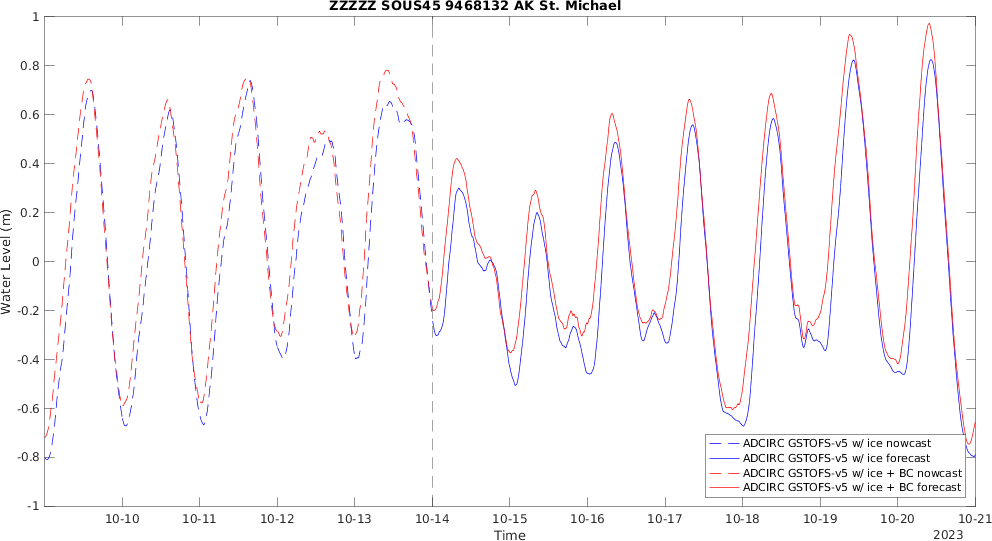 ZZZZZ SOUS45 9468132 AK St. Michael
1
0.8
0.6
0.4
0.2
0
-0.2
-0.4
-0.6
-0.8
-1
Water Level (m)
10-10 10-11 10-12 10-13 10-14 10-15 10-16 10-17 10-18 10-19 10-20 10-21
Time
2023
ADCIRC GSTOFS-v5 w/ ice nowcast
ADCIRC GSTOFS-v5 w/ ice forecast
ADCIRC GSTOFS-v5 w/ ice + BC nowcast
ADCIRC GSTOFS-v5 w/ ice + BC forecast